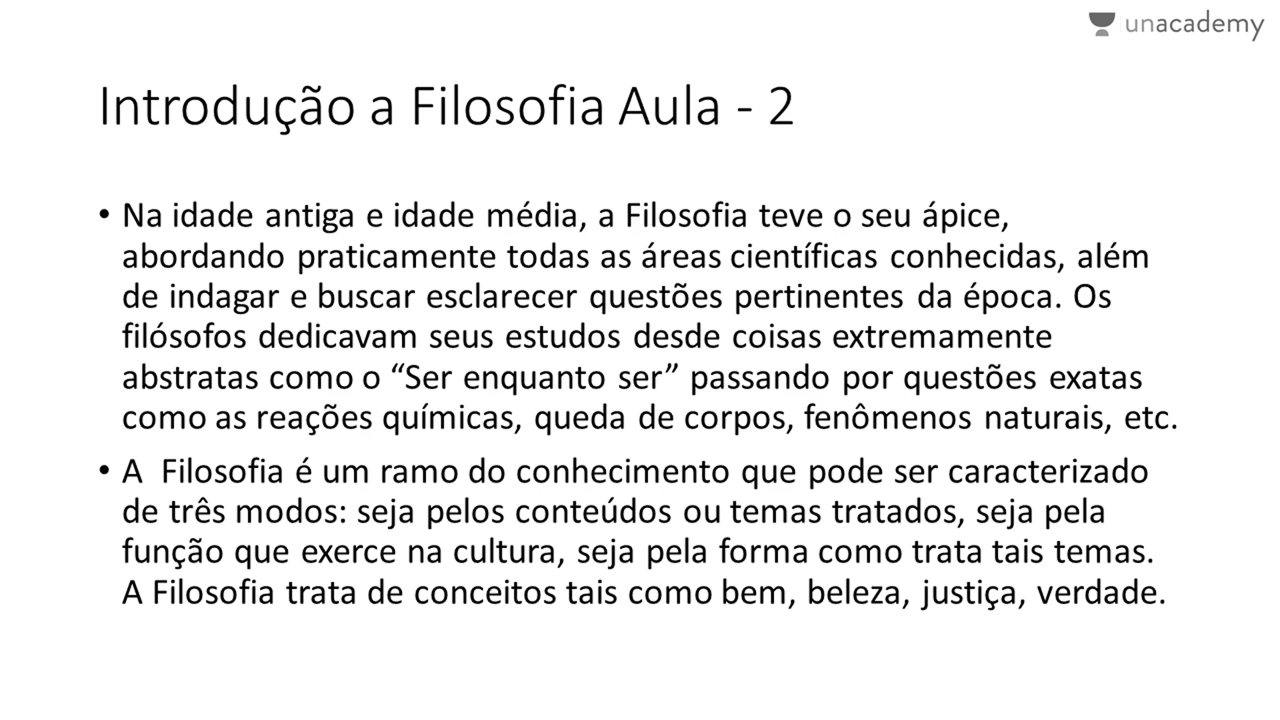 unacademy
Introdução a Filosofia Aula - 2
• Na idade antiga e idade média, a Filosofia teve o seu ápice,
abordando praticamente todas as áreas científicas conhecidas, além
de indagar e buscar esclarecer questões pertinentes da época. Os
filósofos dedicavam seus estudos desde coisas extremamente
abstratas como o “Ser enquanto ser” passando por questões exatas
como as reações químicas, queda de corpos, fenômenos naturais, etc.
• A Filosofia é um ramo do conhecimento que pode ser caracterizado
de três modos: seja pelos conteúdos ou temas tratados, seja pela
função que exerce na cultura, seja pela forma como trata tais temas.
A Filosofia trata de conceitos tais como bem, beleza, justiça, verdade.